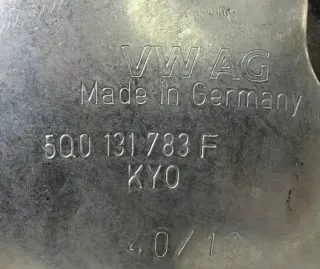 VW AG
Made in Germany
5Q0 131 783 F
KYO